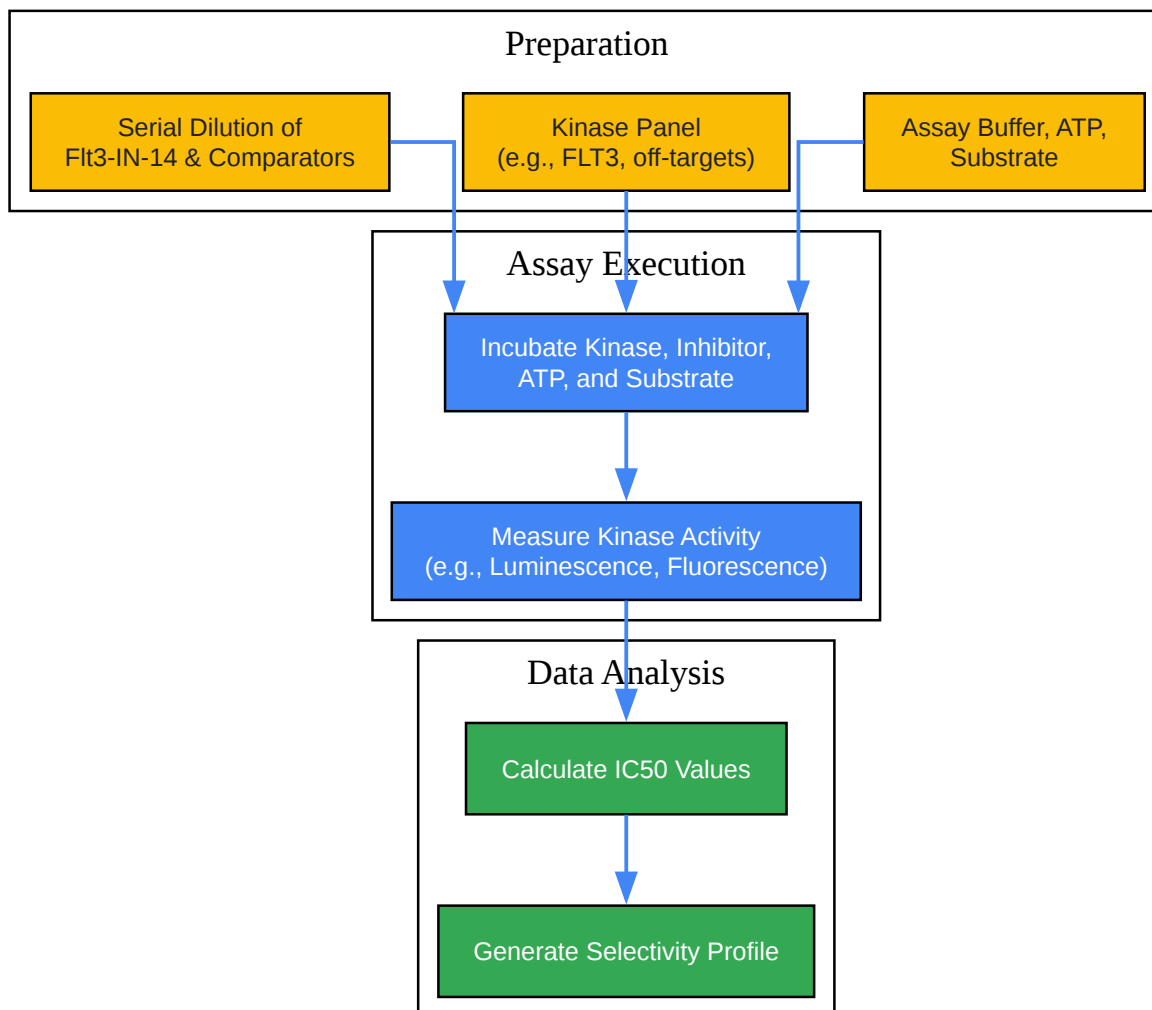 Preparation
Serial Dilution of
Flt3-IN-14 & Comparators
Kinase Panel
(e.g., FLT3, off-targets)
Assay Buffer, ATP,
Substrate
Assay Execution
Incubate Kinase, Inhibitor,
ATP, and Substrate
Measure Kinase Activity
(e.g., Luminescence, Fluorescence)
Data Analysis
Calculate IC50 Values
Generate Selectivity Profile